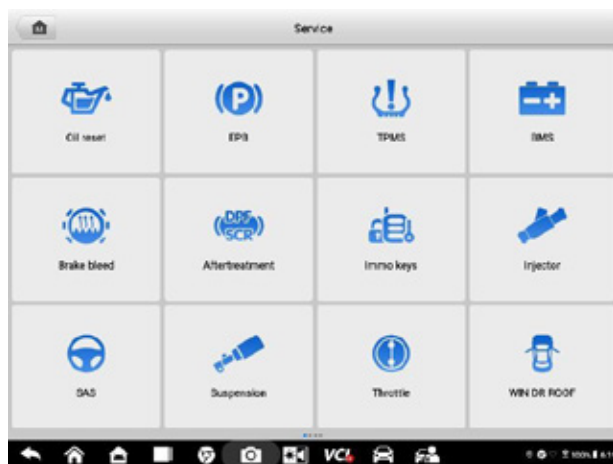 Service
Oil reset
EPB
TPMS
BMS
Brake bleed
DPF
SCR
Aftertreatment
Immo keys
Injector
SAS
Suspension
Throttle
WIN DR ROOF
VCI
100%